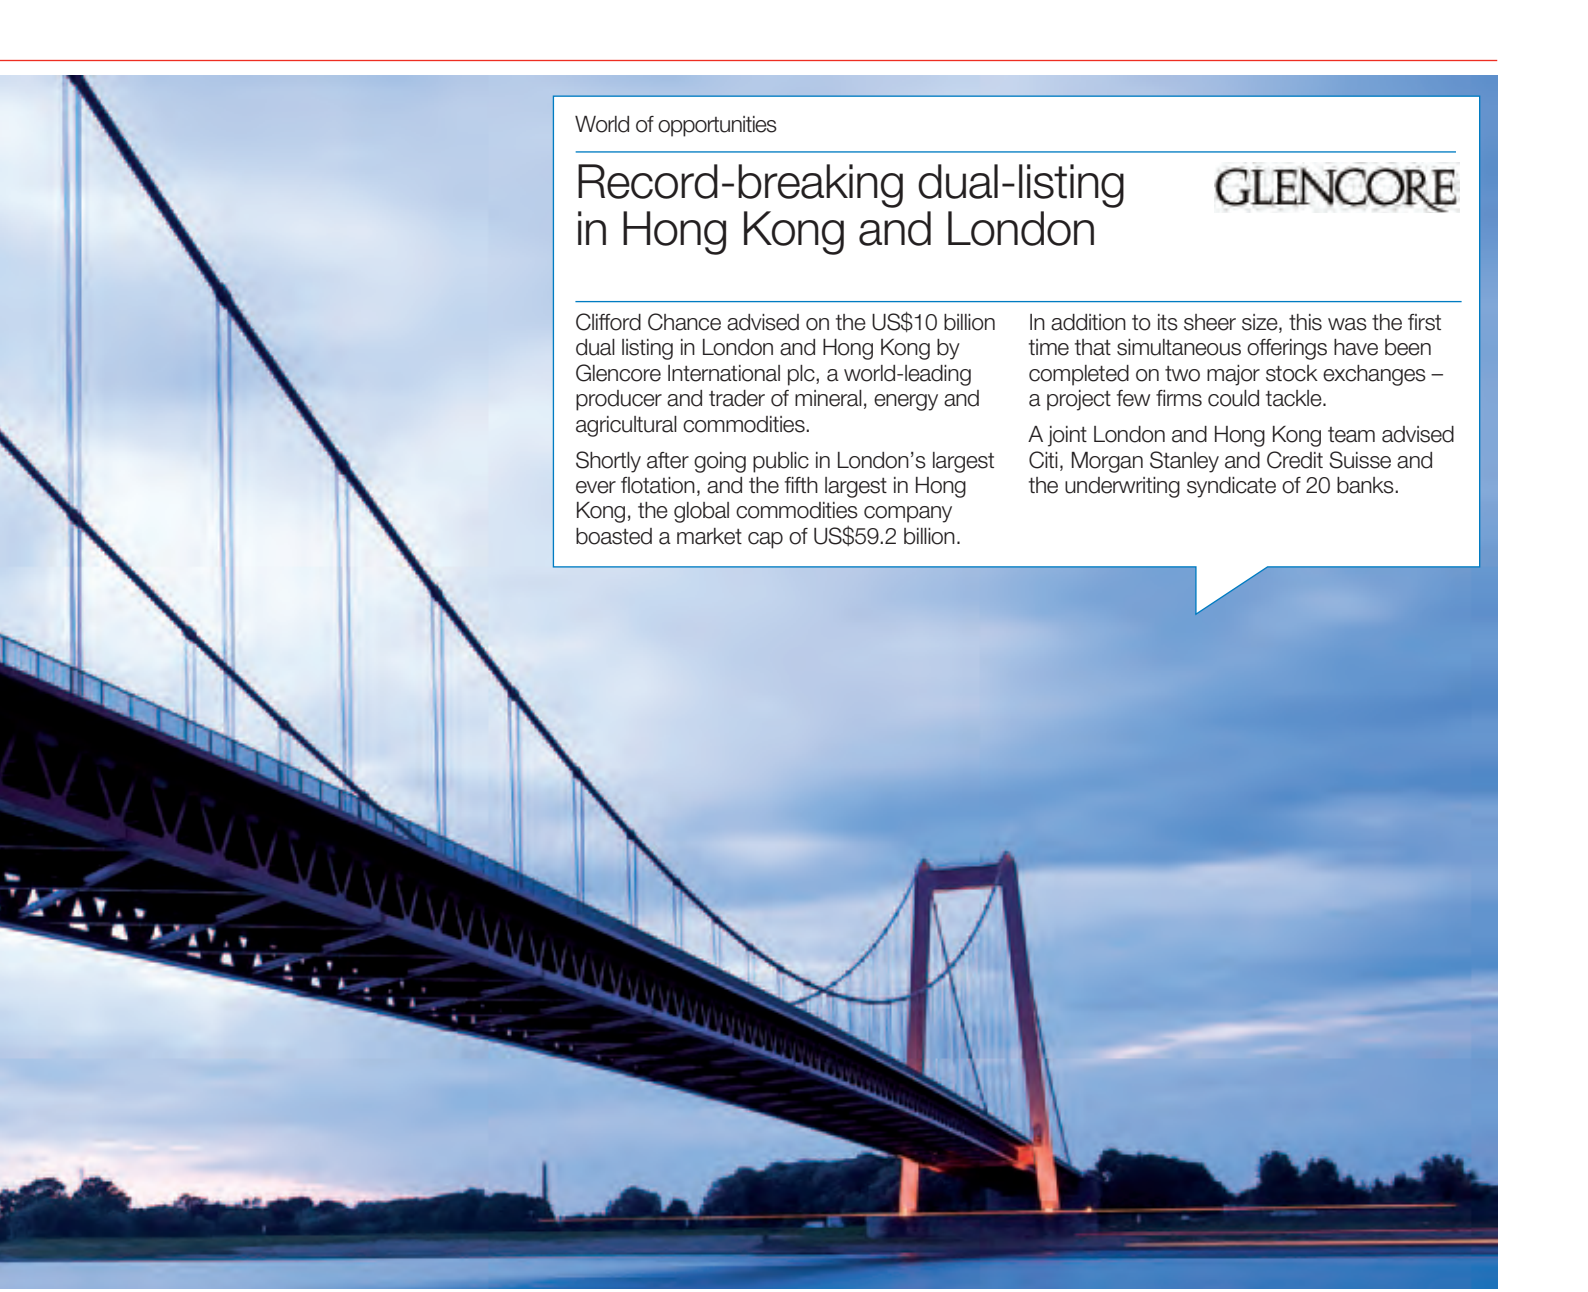 World of opportunities
Record-breaking dual-listing
in Hong Kong and London
GLENCORE
Clifford Chance advised on the US$10 billion
dual listing in London and Hong Kong by
Glencore International plc, a world-leading
producer and trader of mineral, energy and
agricultural commodities.
Shortly after going public in London’s largest
ever flotation, and the fifth largest in Hong
Kong, the global commodities company
boasted a market cap of US$59.2 billion.
In addition to its sheer size, this was the first
time that simultaneous offerings have been
completed on two major stock exchanges –
a project few firms could tackle.
A joint London and Hong Kong team advised
Citi, Morgan Stanley and Credit Suisse and
the underwriting syndicate of 20 banks.